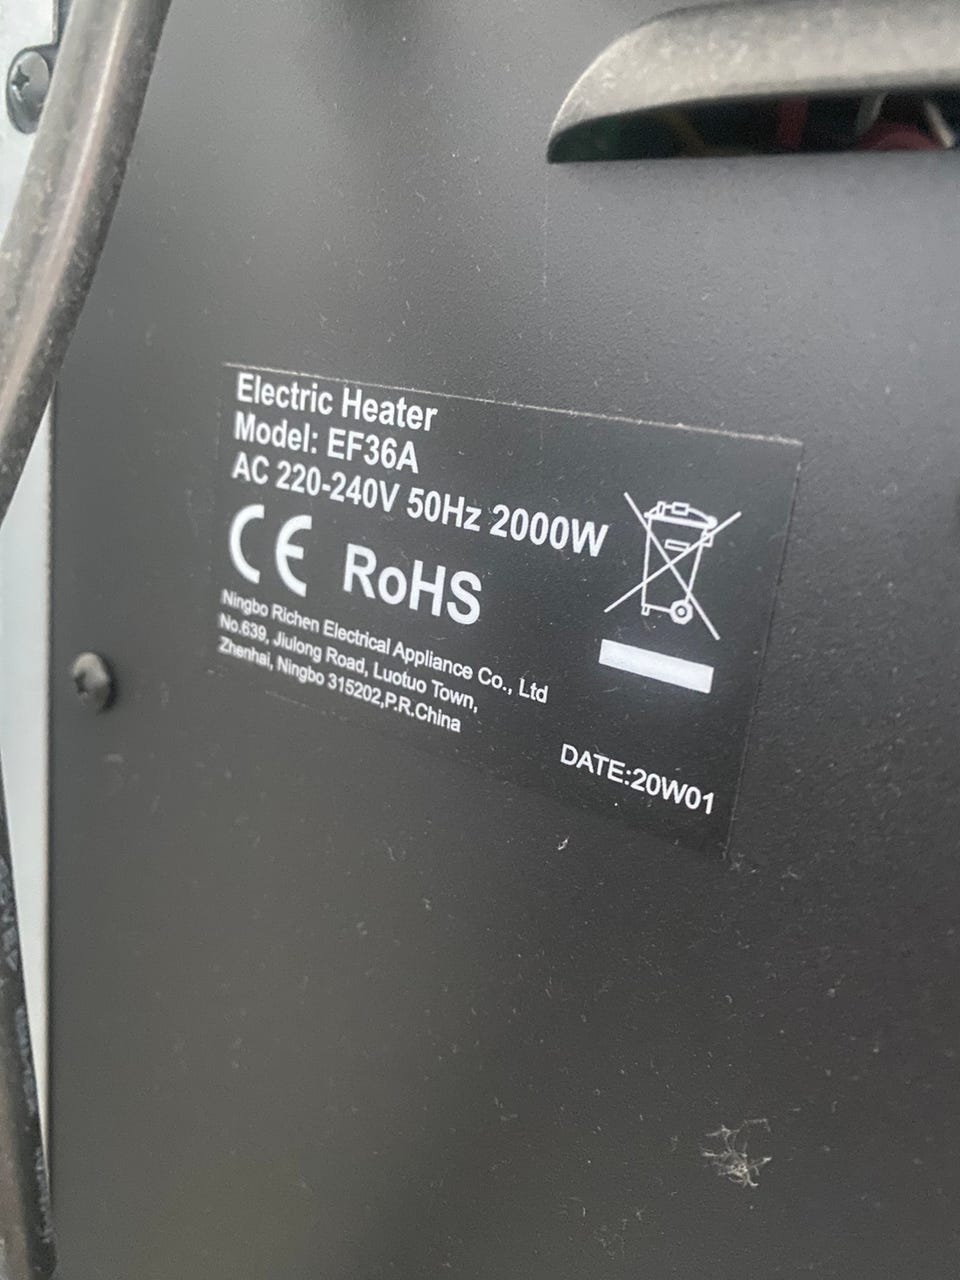 Electric Heater
Model: EF36A
AC 220-240V 50Hz 2000W
CE RoHS
Ningbo Richen Electrical Appliance Co., Ltd
No.639, Jiulong Road, Luotuo Town,
Zhenhai, Ningbo 315202,P.R.China
DATE:20W01